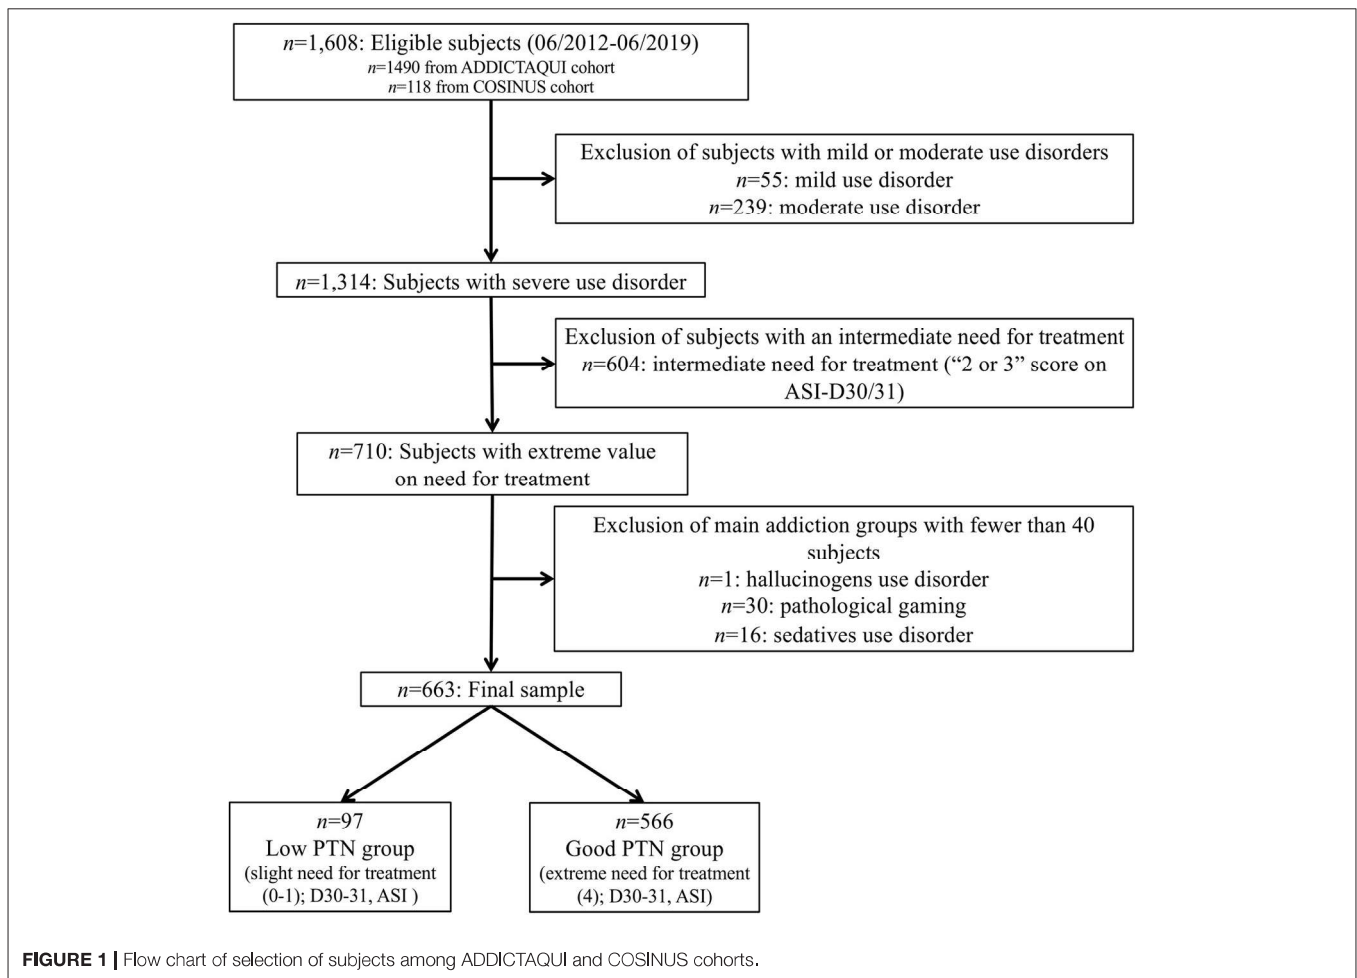 n=1,608: Eligible subjects (06/2012-06/2019)
n=1490 from ADDICTAQUI cohort
n=118 from COSINUS cohort
Exclusion of subjects with mild or moderate use disorders
n=55: mild use disorder
n=239: moderate use disorder
n=1,314: Subjects with severe use disorder
Exclusion of subjects with an intermediate need for treatment
n=604: intermediate need for treatment (“2 or 3” score on
ASI-D30/31)
n=710: Subjects with extreme value
on need for treatment
Exclusion of main addiction groups with fewer than 40
subjects
n=1: hallucinogens use disorder
n=30: pathological gaming
n=16: sedatives use disorder
n=663: Final sample
n=97
Low PTN group
(slight need for treatment
(0-1); D30-31, ASI )
n=566
Good PTN group
(extreme need for treatment
(4); D30-31, ASI)
FIGURE 1 | Flow chart of selection of subjects among ADDICTAQUI and COSINUS cohorts.